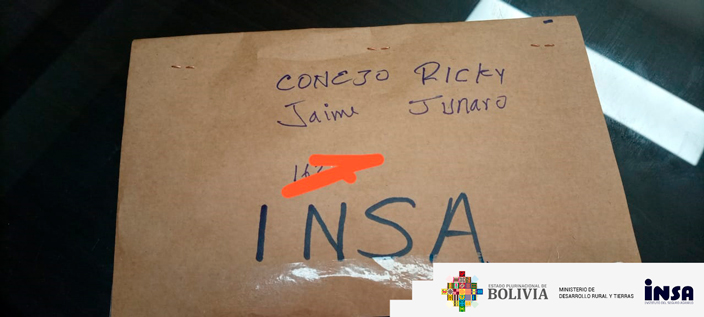 CONEJO RICKY
Jaime Junaro
INSA
ESTADO PLURINACIONAL DE
BOLIVIA
MINISTERIO DE
DESARROLLO RURAL Y TIERRAS
iNSA